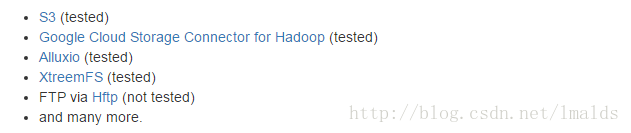 • S3 (tested)
• Google Cloud Storage Connector for Hadoop (tested)
• Alluxio (tested)
• XtreemFS (tested)
• FTP via Hftp (not tested)
• and many more.
http://blog.csdn.net/lmalds